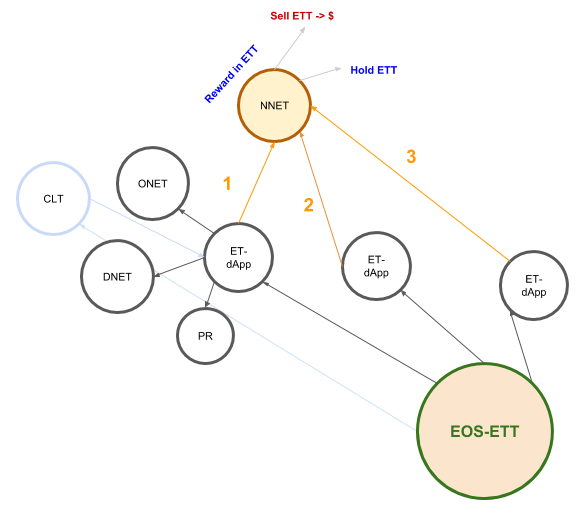 Sell ETT -> $
Reward in ETT
Hold ETT
NNET
1
2
3
ONET
CLT
ET-
dApp
ET-
dApp
ET-
dApp
DNET
PR
EOS-ETT